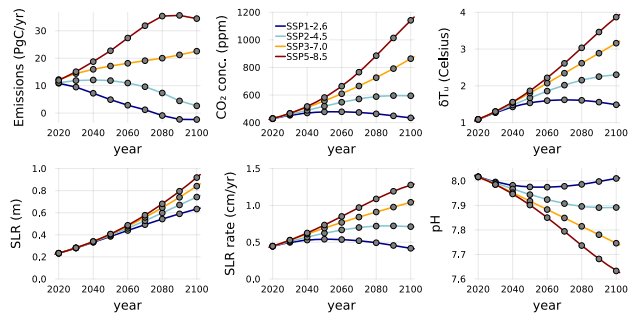 Emissions (PgC/yr)
30
20
10
0
2020 2040 2060 2080 2100
year
CO₂ conc. (ppm)
1200
1000
800
600
400
SSP1-2.6
SSP2-4.5
SSP3-7.0
SSP5-8.5
2020 2040 2060 2080 2100
year
δTᵤ (Celsius)
4
3
2
1
2020 2040 2060 2080 2100
year
SLR (m)
1.0
0.8
0.6
0.4
0.2
0.0
2020 2040 2060 2080 2100
year
SLR rate (cm/yr)
1.5
1.0
0.5
0.0
2020 2040 2060 2080 2100
year
pH
8.0
7.9
7.8
7.7
7.6
2020 2040 2060 2080 2100
year